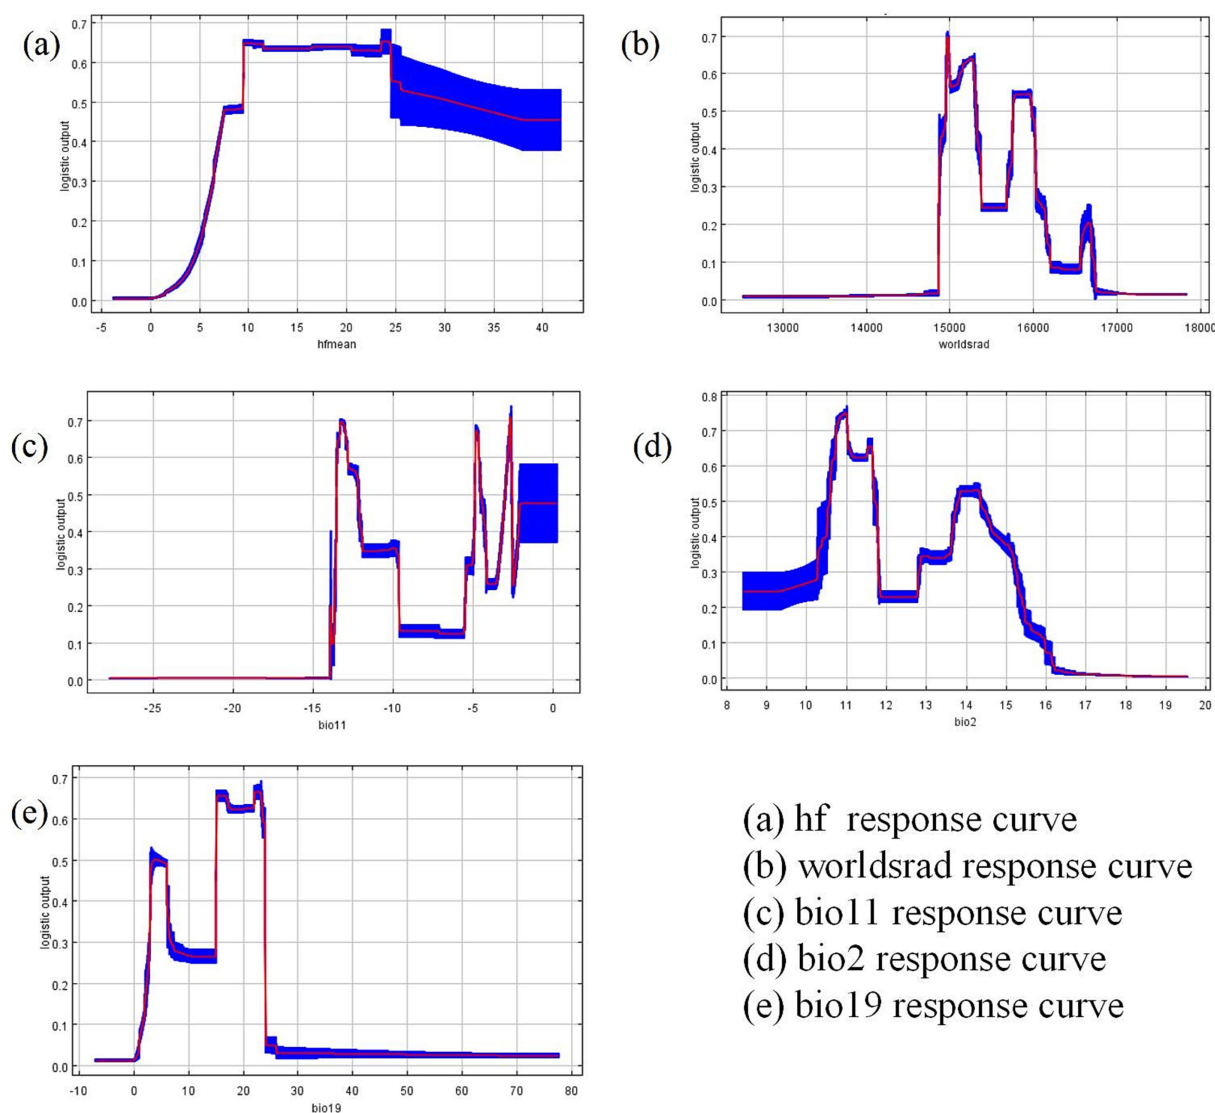 (a)
0.7
0.6
0.5
0.4
0.3
0.2
0.1
0.0
logistic output
-5 0 5 10 15 20 25 30 35 40
hfmean
(b)
0.7
0.6
0.5
0.4
0.3
0.2
0.1
0.0
logistic output
13000 14000 15000 16000 17000 18000
worldsrad
(c)
0.7
0.6
0.5
0.4
0.3
0.2
0.1
0.0
logistic output
-25 -20 -15 -10 -5 0
bio11
(d)
0.8
0.7
0.6
0.5
0.4
0.3
0.2
0.1
0.0
logistic output
8 9 10 11 12 13 14 15 16 17 18 19 20
bio2
(e)
0.7
0.6
0.5
0.4
0.3
0.2
0.1
0.0
logistic output
-10 0 10 20 30 40 50 60 70 80
bio19
(a) hf response curve
(b) worldsrad response curve
(c) bio11 response curve
(d) bio2 response curve
(e) bio19 response curve